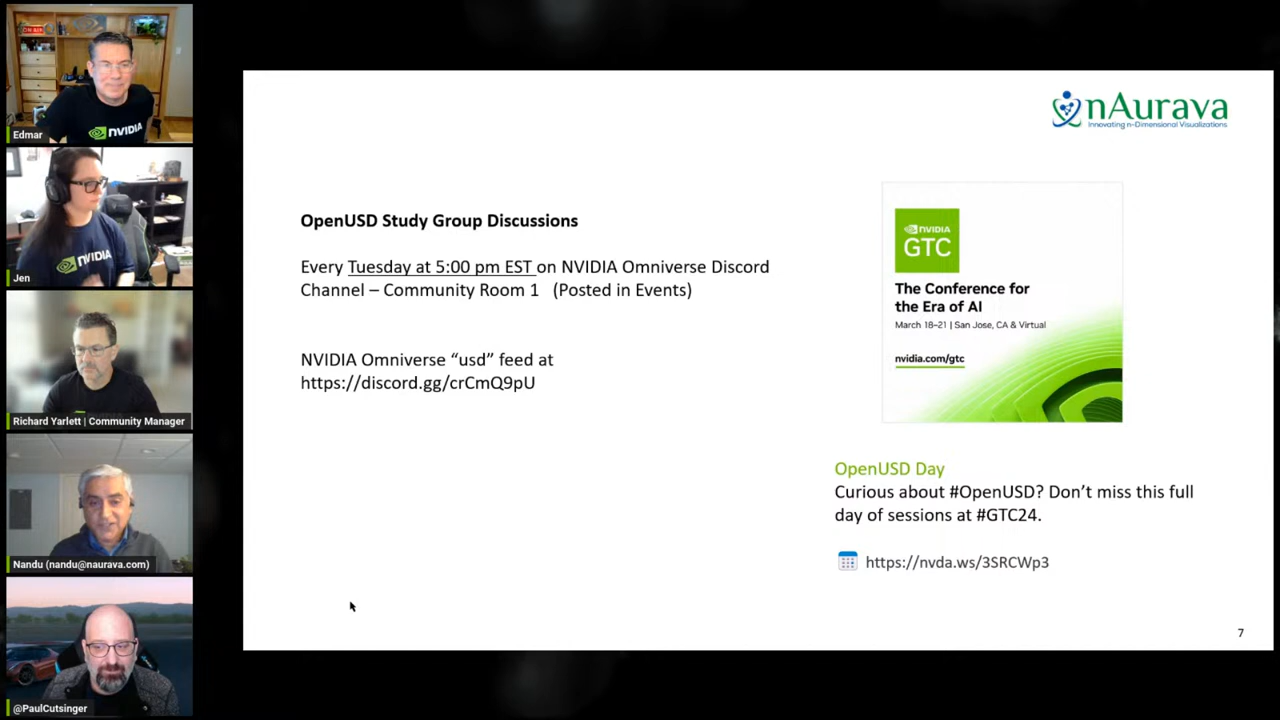 Edmar
NVIDIA
Jen
NVIDIA
Richard Yarlett | Community Manager
Nandu (nandu@naurava.com)
@PaulCutsinger
nAurava
Innovating n-Dimensional Visualizations
OpenUSD Study Group Discussions
Every Tuesday at 5:00 pm EST on NVIDIA Omniverse Discord
Channel – Community Room 1 (Posted in Events)
NVIDIA Omniverse “usd” feed at
https://discord.gg/crCmQ9pU
NVIDIA
GTC
The Conference for
the Era of AI
March 18–21 | San Jose, CA & Virtual
nvidia.com/gtc
OpenUSD Day
Curious about #OpenUSD? Don’t miss this full
day of sessions at #GTC24.
https://nvda.ws/3SRCWp3
7